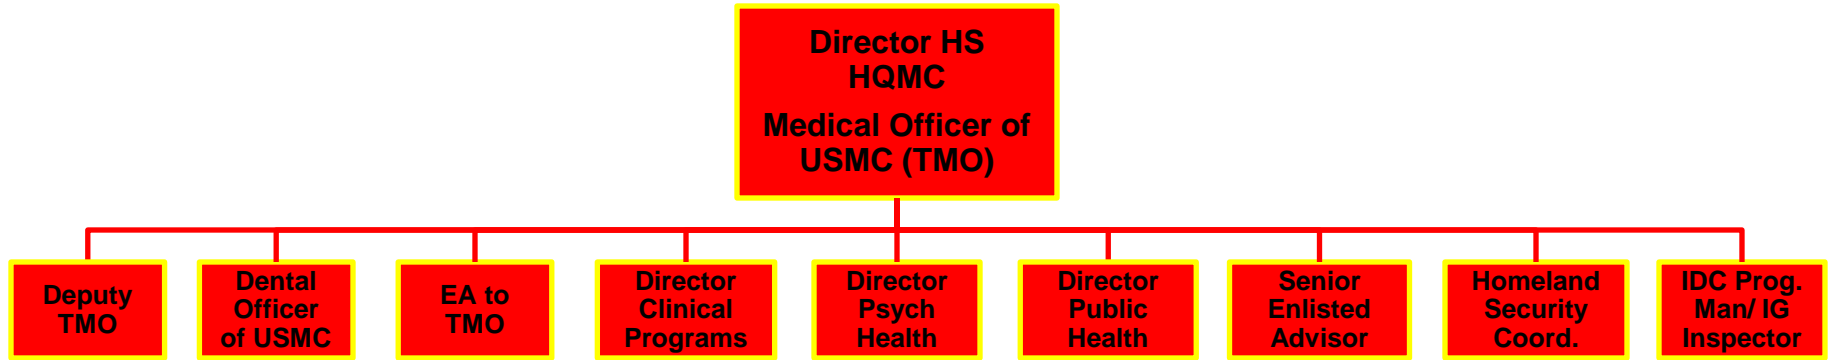 Director HS
HQMC
Medical Officer of
USMC (TMO)
Deputy
TMO
Dental
Officer
of USMC
EA to
TMO
Director
Clinical
Programs
Director
Psych
Health
Director
Public
Health
Senior
Enlisted
Advisor
Homeland
Security
Coord.
IDC Prog.
Man/ IG
Inspector